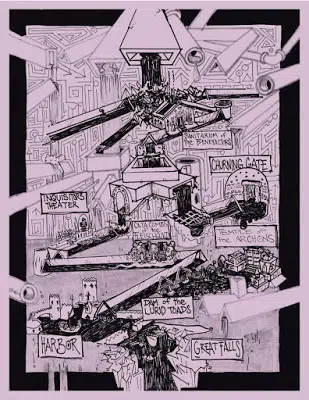 SANITARIUM of
the BENEFACTORS
CHURNING GATE
INQUISITORS
THEATER
CATACOMBS
of the
TEMPLE of
the ARCHONS
DAM of the
LURID TOADS
HARBOR
GREAT FALLS